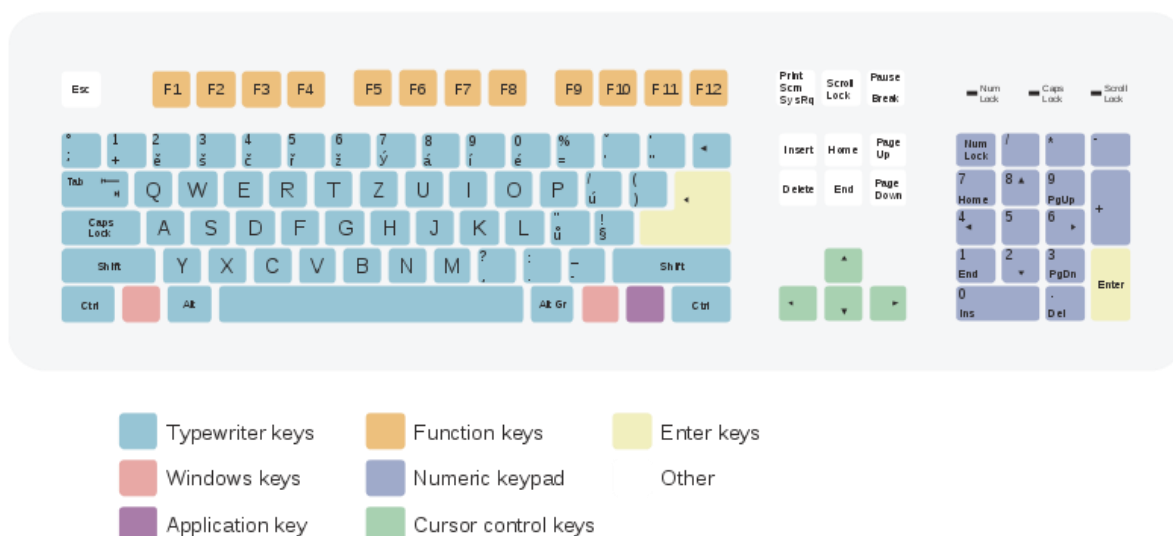 Esc F1 F2 F3 F4 F5 F6 F7 F8 F9 F10 F11 F12
Print Scrn SysRq
Scroll Lock
Pause Break
Num Lock
Caps Lock
Scroll Lock
° ;
1 +
2 ě
3 š
4 č
5 ř
6 ž
7 ý
8 á
9 í
0 é
% =
ˇ '
' "
◄
Insert Home Page Up
Num Lock / * -
Tab Q W E R T Z U I O P
/ ú
( )
◄
Delete End Page Down
7 Home
8 ▲
9 PgUp
+
Caps Lock A S D F G H J K L
" ů
! §
4 ◄
5
6 ►
Shift Y X C V B N M
? ,
: .
_ -
Shift
▲
1 End
2 ▼
3 PgDn
Enter
Ctrl Alt Alt Gr Ctrl
◄ ▼ ►
0 Ins
. Del
Typewriter keys
Function keys
Enter keys
Windows keys
Numeric keypad
Other
Application key
Cursor control keys